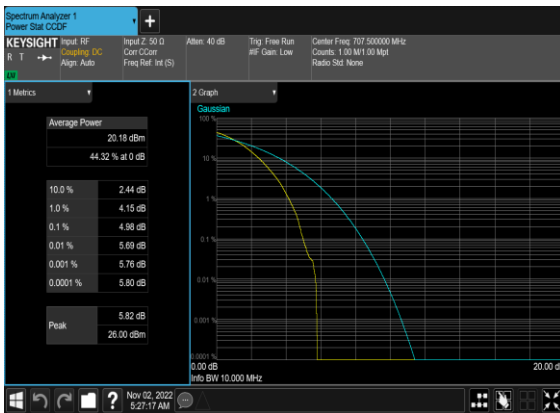 Spectrum Analyzer 1
Power Stat CCDF
+
KEYSIGHT
R T
LV
Input: RF
Coupling: DC
Align: Auto
Input Z: 50 Ω
Corr CCorr
Freq Ref: Int (S)
Atten: 40 dB
Trig: Free Run
#IF Gain: Low
Center Freq: 707.500000 MHz
Counts: 1.00 M/1.00 Mpt
Radio Std: None
1 Metrics
Average Power
20.18 dBm
44.32 % at 0 dB
10.0 % 2.44 dB
1.0 % 4.15 dB
0.1 % 4.98 dB
0.01 % 5.69 dB
0.001 % 5.76 dB
0.0001 % 5.80 dB
Peak
5.82 dB
26.00 dBm
2 Graph
Gaussian
100 %
10 %
1 %
0.1 %
0.01 %
0.001 %
0.0001 %
0.00 dB
20.00 d
Info BW 10.000 MHz
?
Nov 02, 2022
5:27:17 AM